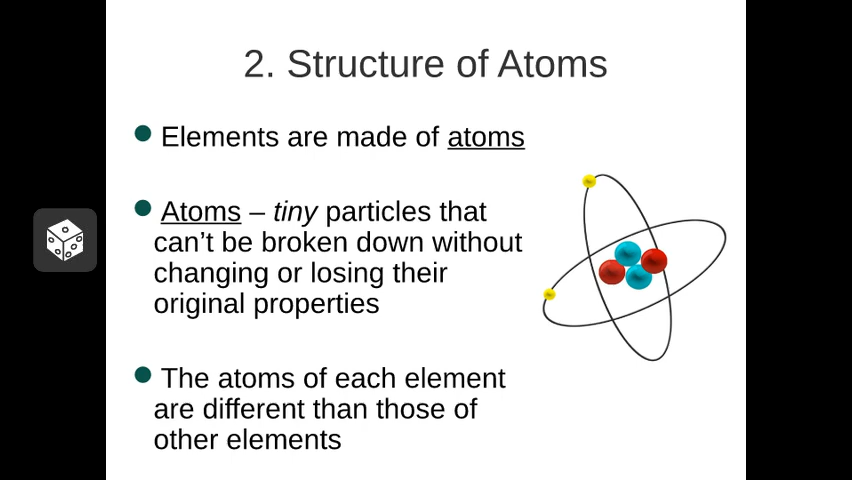 2. Structure of Atoms
Elements are made of atoms
Atoms – tiny particles that
can’t be broken down without
changing or losing their
original properties
The atoms of each element
are different than those of
other elements